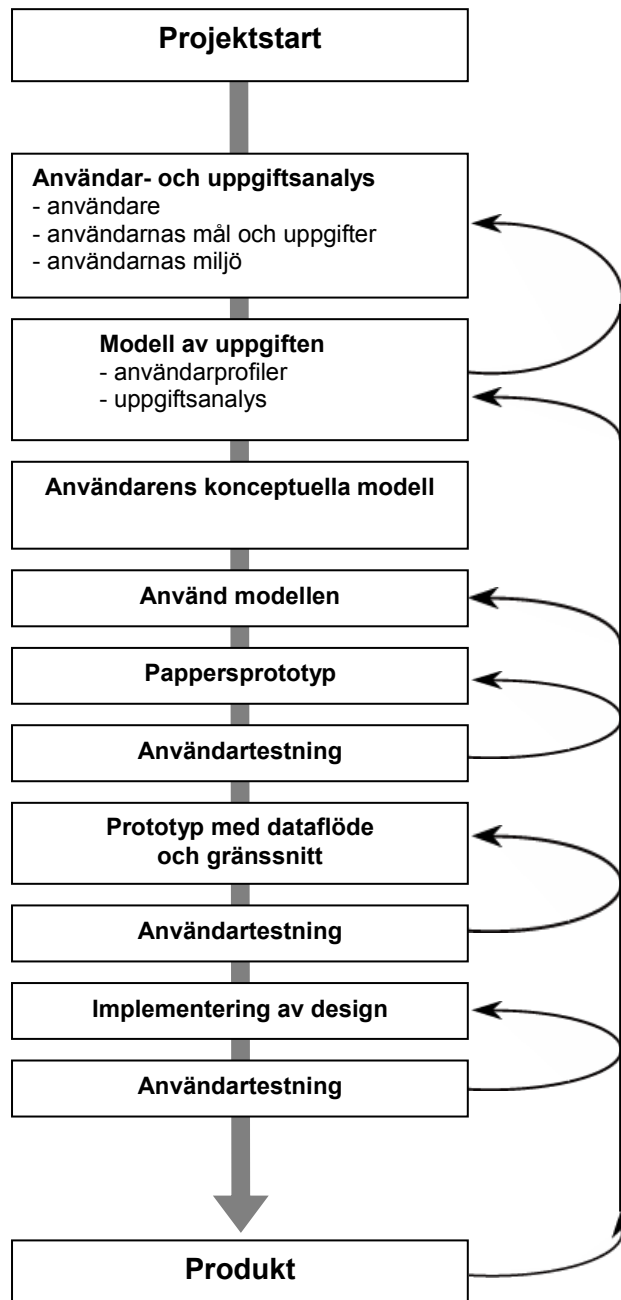 Projektstart
Användar- och uppgiftsanalys
- användare
- användarnas mål och uppgifter
- användarnas miljö
Modell av uppgiften
- användarprofiler
- uppgiftsanalys
Användarens konceptuella modell
Använd modellen
Pappersprototyp
Användartestning
Prototyp med dataflöde
och gränssnitt
Användartestning
Implementering av design
Användartestning
Produkt